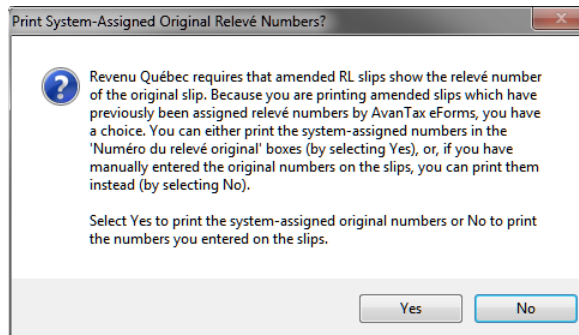 Print System-Assigned Original Relevé Numbers?
Revenu Québec requires that amended RL slips show the relevé number
of the original slip. Because you are printing amended slips which have
previously been assigned relevé numbers by AvanTax eForms, you have
a choice. You can either print the system-assigned numbers in the
'Numéro du relevé original' boxes (by selecting Yes), or, if you have
manually entered the original numbers on the slips, you can print them
instead (by selecting No).
Select Yes to print the system-assigned original numbers or No to print
the numbers you entered on the slips.
Yes
No